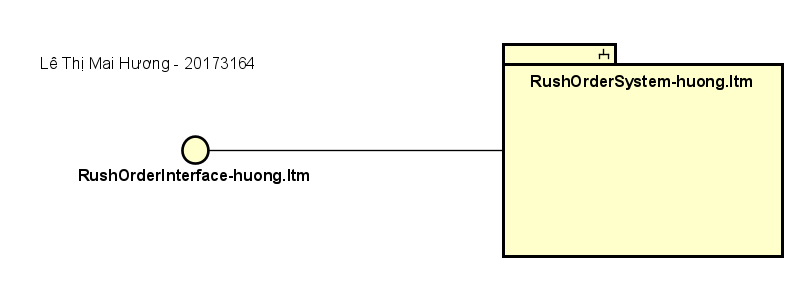 Lê Thị Mai Hương - 20173164
RushOrderSystem-huong.ltm
RushOrderInterface-huong.ltm